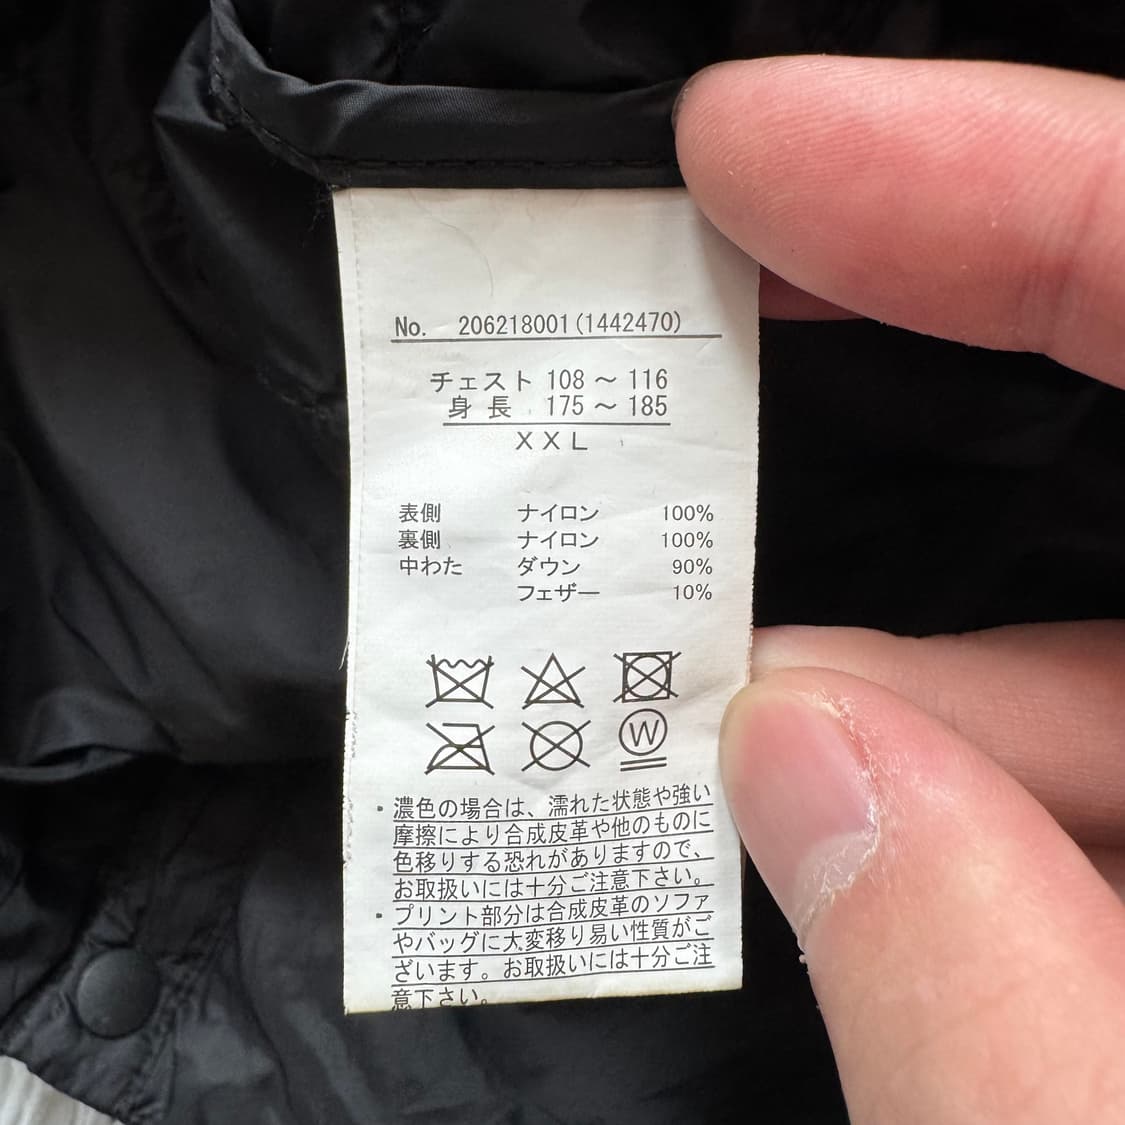 No. 206218001(1442470)
チェスト 108 ～ 116
身長 175 ～ 185
XXL
表側 ナイロン 100%
裏側 ナイロン 100%
中わた ダウン 90%
フェザー 10%
W
・濃色の場合は、濡れた状態や強い
摩擦により合成皮革や他のものに
色移りする恐れがありますので、
お取扱いには十分ご注意下さい。
・プリント部分は合成皮革のソファ
やバッグに大変移り易い性質がご
ざいます。お取扱いには十分ご注
意下さい。